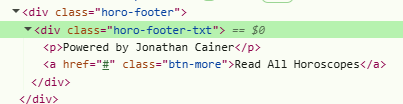 ▼<div class="horo-footer">
▼<div class="horo-footer-txt"> == $0
<p>Powered by Jonathan Cainer</p>
<a href="#" class="btn-more">Read All Horoscopes</a>
</div>
</div>